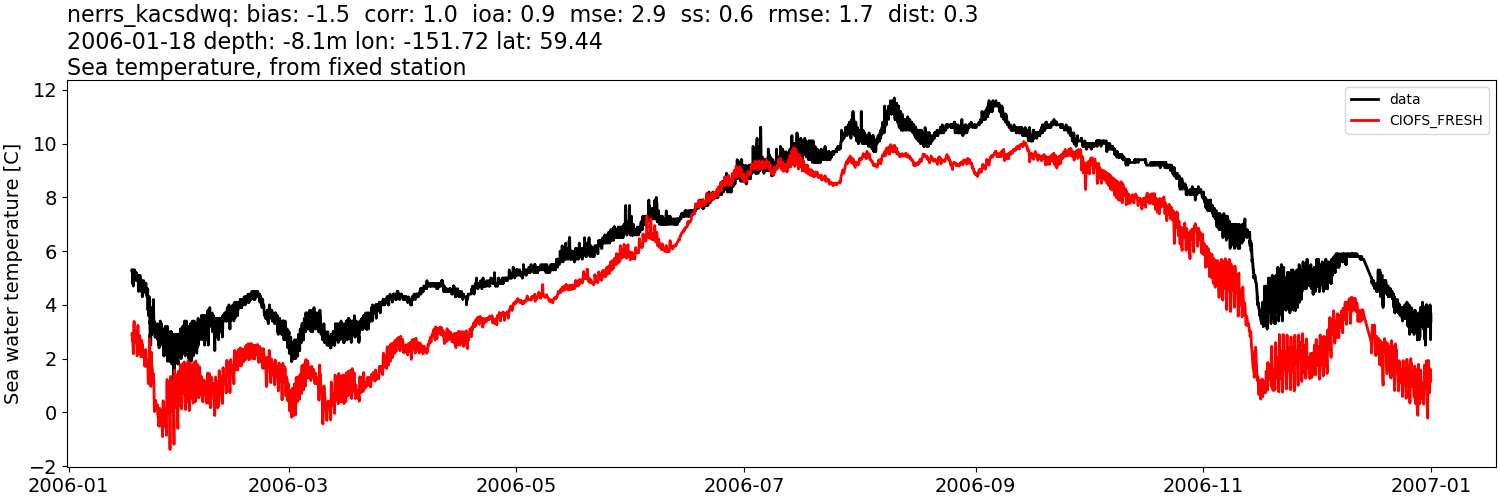 nerrs_kacsdwq: bias: -1.5  corr: 1.0  ioa: 0.9  mse: 2.9  ss: 0.6  rmse: 1.7  dist: 0.3
2006-01-18 depth: -8.1m lon: -151.72 lat: 59.44
Sea temperature, from fixed station
Sea water temperature [C]
12
10
8
6
4
2
0
−2
data
CIOFS_FRESH
2006-01
2006-03
2006-05
2006-07
2006-09
2006-11
2007-01